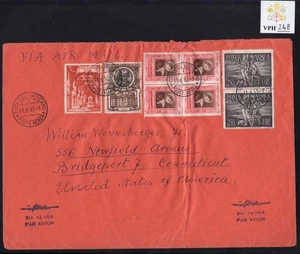 VPH 248
VIA AIR MAIL
William Wenneberger Jr
556 Newfield Avenue
Bridgeport 7, Connecticut
United States of America
VIA AEREA
PAR AVION
VIA AEREA
PAR AVION